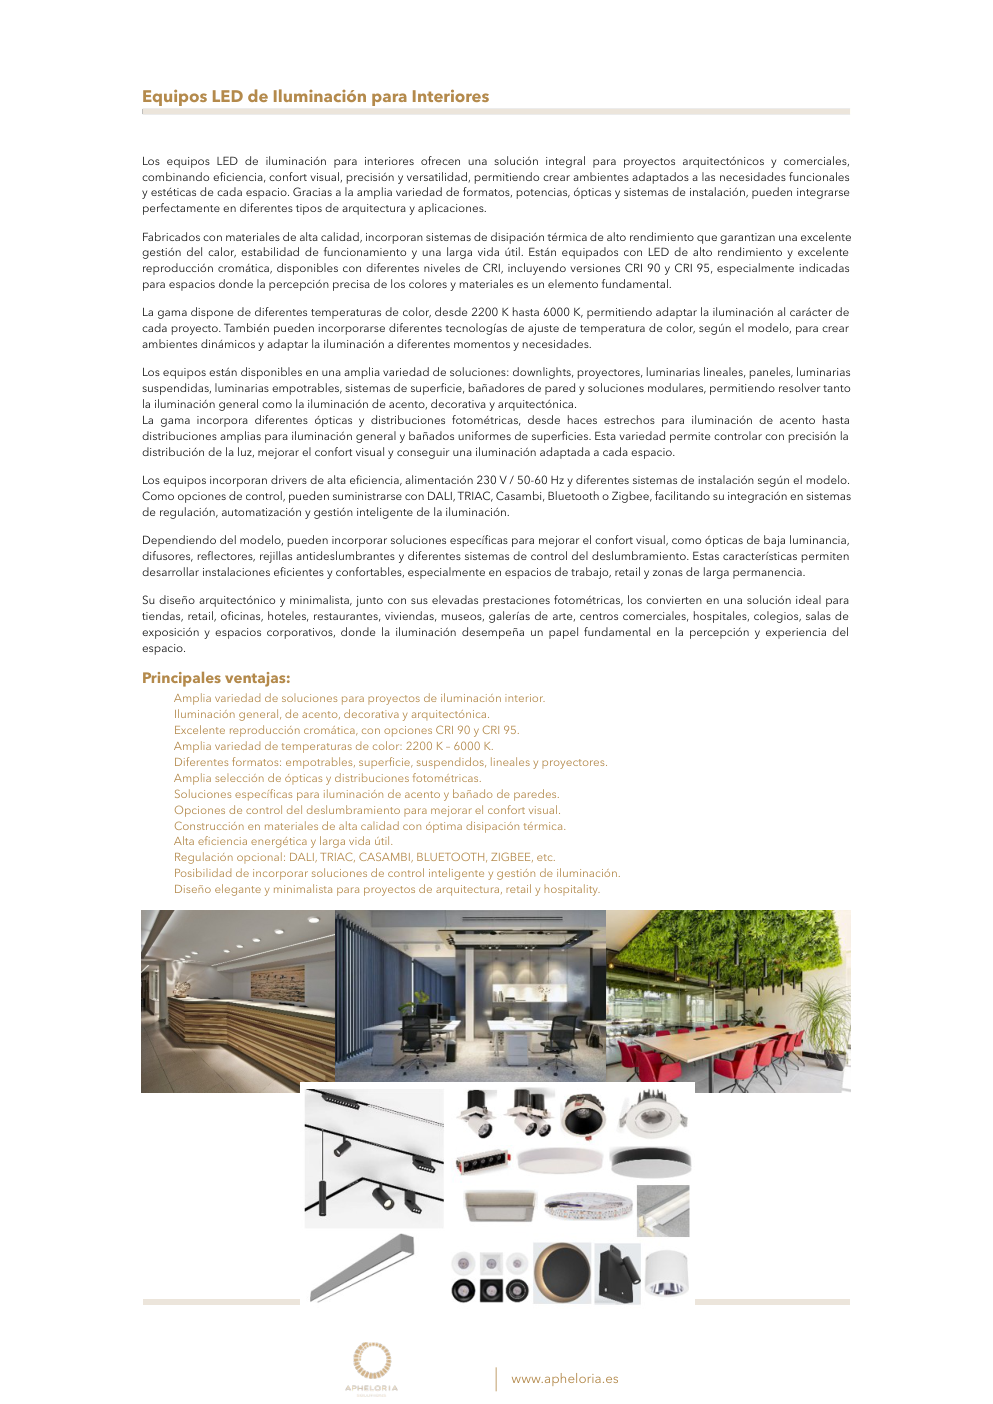 Equipos LED de Iluminación para Interiores
Los equipos LED de iluminación para interiores ofrecen una solución integral para proyectos arquitectónicos y comerciales,
combinando eficiencia, confort visual, precisión y versatilidad, permitiendo crear ambientes adaptados a las necesidades funcionales
y estéticas de cada espacio. Gracias a la amplia variedad de formatos, potencias, ópticas y sistemas de instalación, pueden integrarse
perfectamente en diferentes tipos de arquitectura y aplicaciones.
Fabricados con materiales de alta calidad, incorporan sistemas de disipación térmica de alto rendimiento que garantizan una excelente
gestión del calor, estabilidad de funcionamiento y una larga vida útil. Están equipados con LED de alto rendimiento y excelente
reproducción cromática, disponibles con diferentes niveles de CRI, incluyendo versiones CRI 90 y CRI 95, especialmente indicadas
para espacios donde la percepción precisa de los colores y materiales es un elemento fundamental.
La gama dispone de diferentes temperaturas de color, desde 2200 K hasta 6000 K, permitiendo adaptar la iluminación al carácter de
cada proyecto. También pueden incorporarse diferentes tecnologías de ajuste de temperatura de color, según el modelo, para crear
ambientes dinámicos y adaptar la iluminación a diferentes momentos y necesidades.
Los equipos están disponibles en una amplia variedad de soluciones: downlights, proyectores, luminarias lineales, paneles, luminarias
suspendidas, luminarias empotrables, sistemas de superficie, bañadores de pared y soluciones modulares, permitiendo resolver tanto
la iluminación general como la iluminación de acento, decorativa y arquitectónica.
La gama incorpora diferentes ópticas y distribuciones fotométricas, desde haces estrechos para iluminación de acento hasta
distribuciones amplias para iluminación general y bañados uniformes de superficies. Esta variedad permite controlar con precisión la
distribución de la luz, mejorar el confort visual y conseguir una iluminación adaptada a cada espacio.
Los equipos incorporan drivers de alta eficiencia, alimentación 230 V / 50-60 Hz y diferentes sistemas de instalación según el modelo.
Como opciones de control, pueden suministrarse con DALI, TRIAC, Casambi, Bluetooth o Zigbee, facilitando su integración en sistemas
de regulación, automatización y gestión inteligente de la iluminación.
Dependiendo del modelo, pueden incorporar soluciones específicas para mejorar el confort visual, como ópticas de baja luminancia,
difusores, reflectores, rejillas antideslumbrantes y diferentes sistemas de control del deslumbramiento. Estas características permiten
desarrollar instalaciones eficientes y confortables, especialmente en espacios de trabajo, retail y zonas de larga permanencia.
Su diseño arquitectónico y minimalista, junto con sus elevadas prestaciones fotométricas, los convierten en una solución ideal para
tiendas, retail, oficinas, hoteles, restaurantes, viviendas, museos, galerías de arte, centros comerciales, hospitales, colegios, salas de
exposición y espacios corporativos, donde la iluminación desempeña un papel fundamental en la percepción y experiencia del
espacio.
Principales ventajas:
Amplia variedad de soluciones para proyectos de iluminación interior.
Iluminación general, de acento, decorativa y arquitectónica.
Excelente reproducción cromática, con opciones CRI 90 y CRI 95.
Amplia variedad de temperaturas de color: 2200 K – 6000 K.
Diferentes formatos: empotrables, superficie, suspendidos, lineales y proyectores.
Amplia selección de ópticas y distribuciones fotométricas.
Soluciones específicas para iluminación de acento y bañado de paredes.
Opciones de control del deslumbramiento para mejorar el confort visual.
Construcción en materiales de alta calidad con óptima disipación térmica.
Alta eficiencia energética y larga vida útil.
Regulación opcional: DALI, TRIAC, CASAMBI, BLUETOOTH, ZIGBEE, etc.
Posibilidad de incorporar soluciones de control inteligente y gestión de iluminación.
Diseño elegante y minimalista para proyectos de arquitectura, retail y hospitality.
APHELORIA
www.apheloria.es